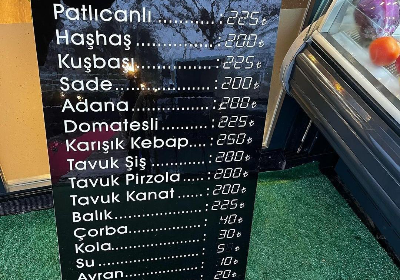 Patlıcanlı.............:225₺
Haşhaş.............:200₺
Kuşbaşı.............:225₺
Sade.............:200₺
Adana.............:200₺
Domatesli.............:225₺
Karışık Kebap....:250₺
Tavuk Şiş.............:200₺
Tavuk Pirzola....:200₺
Tavuk Kanat.......:200₺
Balık.............:225₺
Çorba.............: 40₺
Kola.............: 30₺
Su.............: 5₺
Ayran.............: 10₺
20₺